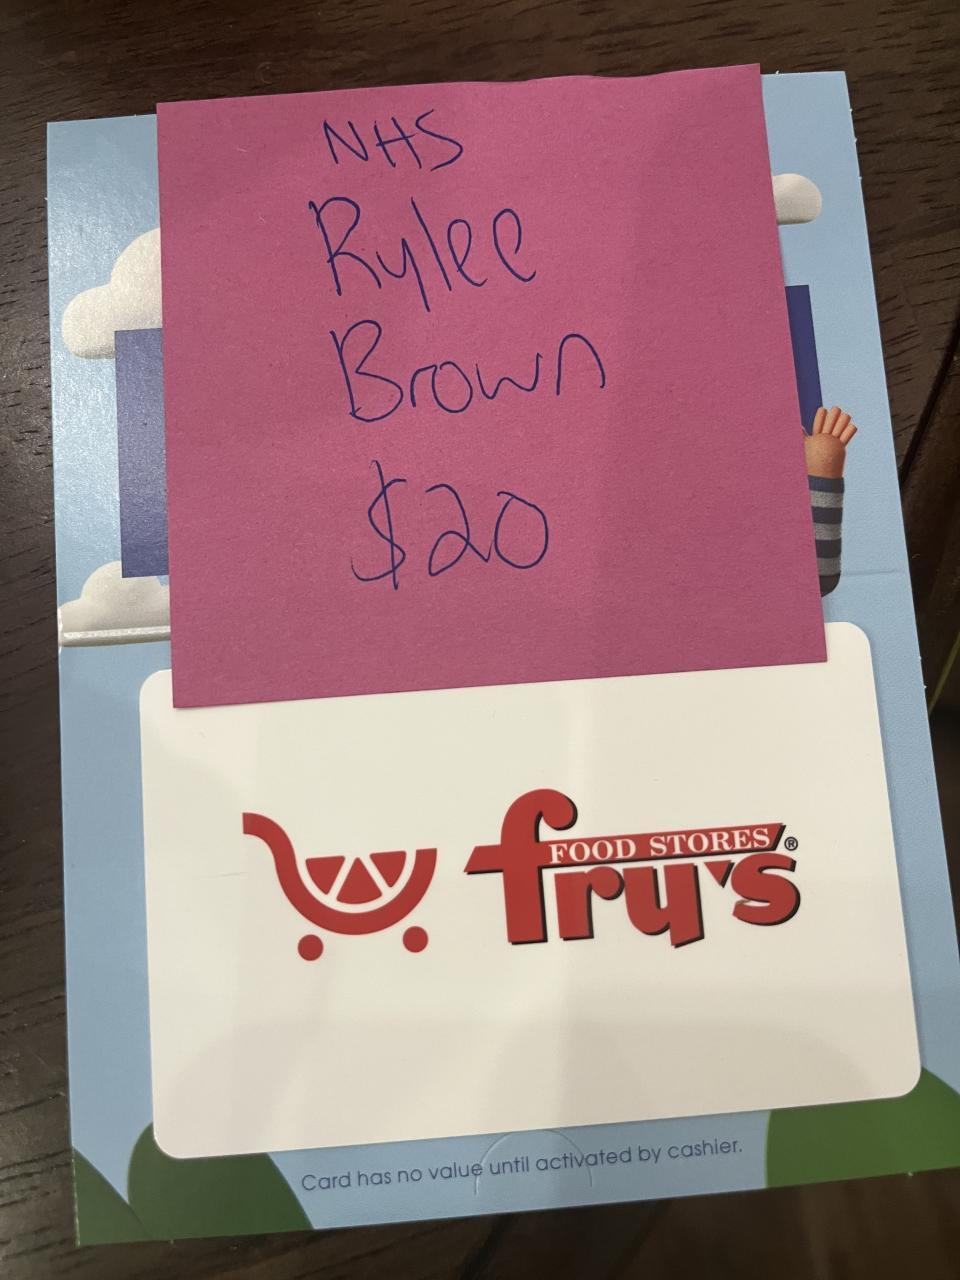 NHS
Rylee
Brown
$20
fry's
FOOD STORES®
Card has no value until activated by cashier.